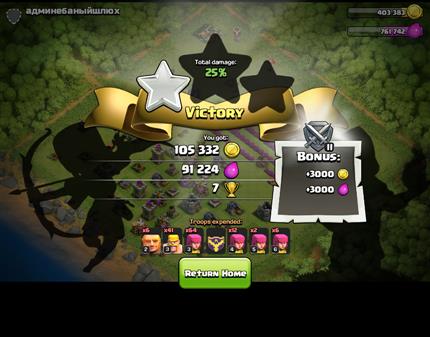 админебаныйшлюх
403 383
761 742
Total damage:
25%
Victory
You got:
105 332
91 224
7
II
Bonus:
+3000
+3000
Troops expended:
x6 x41 x64 x12 x2 x6
Return Home